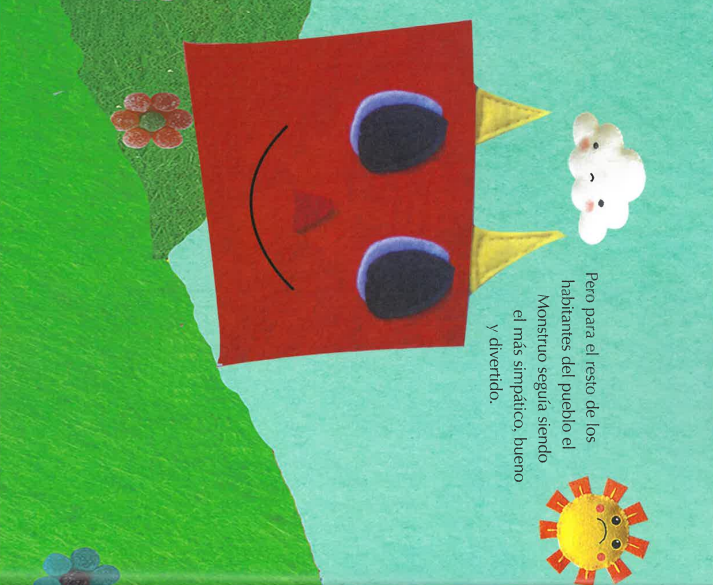 Pero para el resto de los
habitantes del pueblo el
Monstruo seguía siendo
el más simpático, bueno
y divertido.